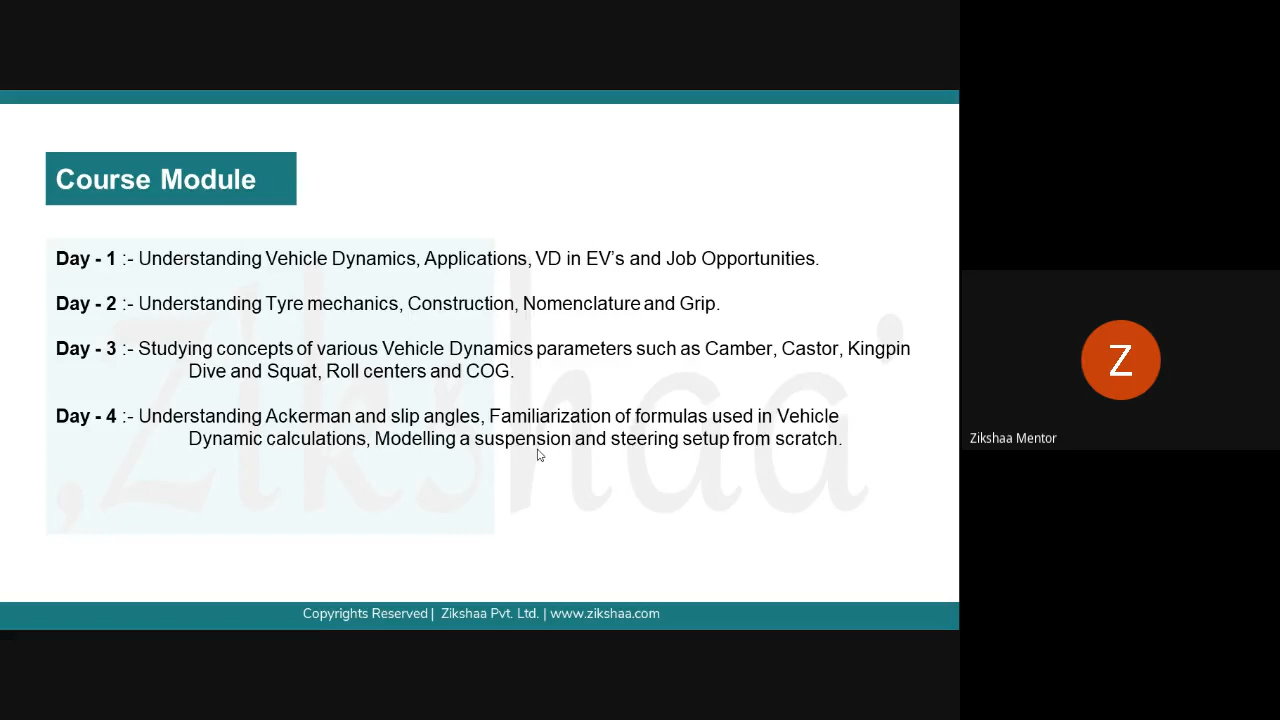 Course Module
Day - 1 :- Understanding Vehicle Dynamics, Applications, VD in EV's and Job Opportunities.
Day - 2 :- Understanding Tyre mechanics, Construction, Nomenclature and Grip.
Day - 3 :- Studying concepts of various Vehicle Dynamics parameters such as Camber, Castor, Kingpin
Dive and Squat, Roll centers and COG.
Day - 4 :- Understanding Ackerman and slip angles, Familiarization of formulas used in Vehicle
Dynamic calculations, Modelling a suspension and steering setup from scratch.
'Zikshaa'
Copyrights Reserved | Zikshaa Pvt. Ltd. | www.zikshaa.com
Z
Zikshaa Mentor